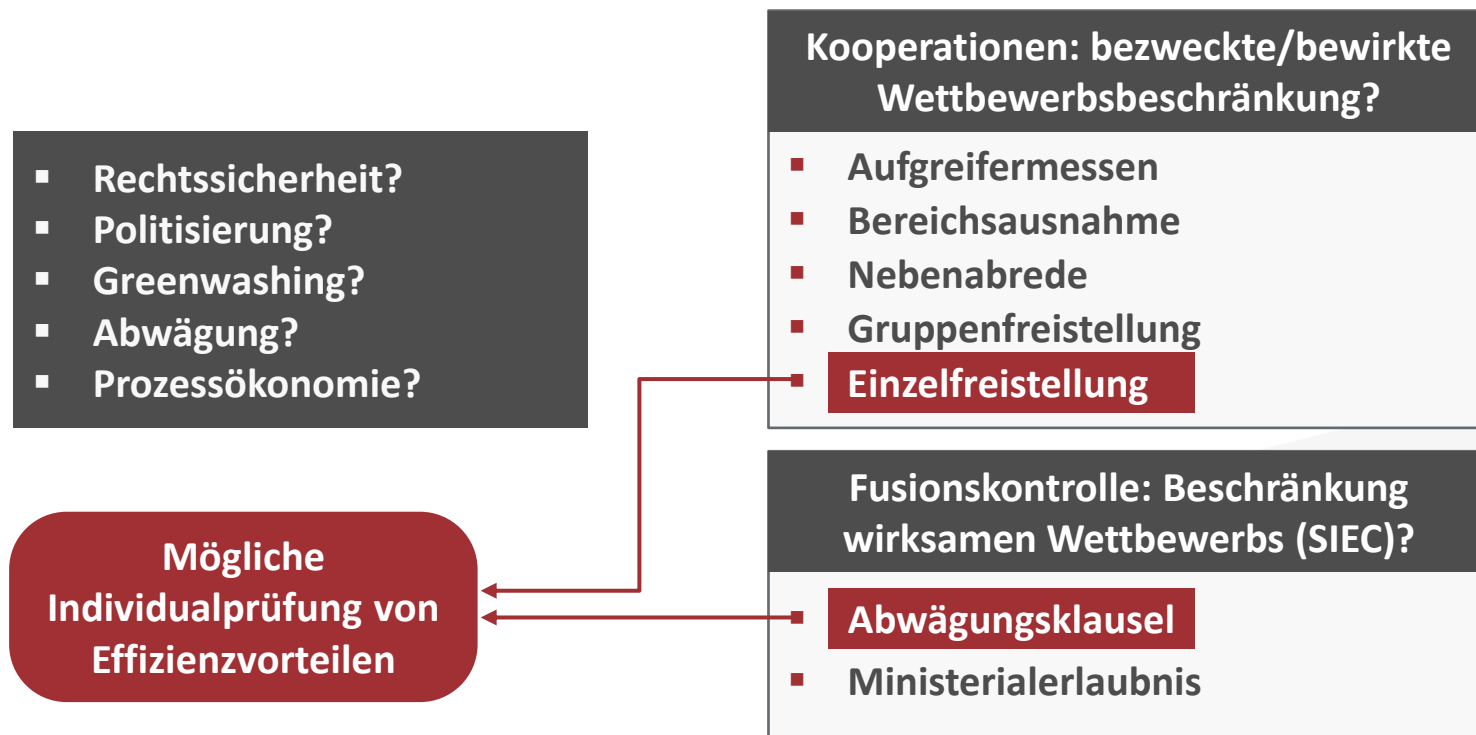 Rechtssicherheit?
Politisierung?
Greenwashing?
Abwägung?
Prozessökonomie?
Mögliche
Individualprüfung von
Effizienzvorteilen
Kooperationen: bezweckte/bewirkte
Wettbewerbsbeschränkung?
Aufgreifermessen
Bereichsausnahme
Nebenabrede
Gruppenfreistellung
Einzelfreistellung
Fusionskontrolle: Beschränkung
wirksamen Wettbewerbs (SIEC)?
Abwägungsklausel
Ministerialerlaubnis